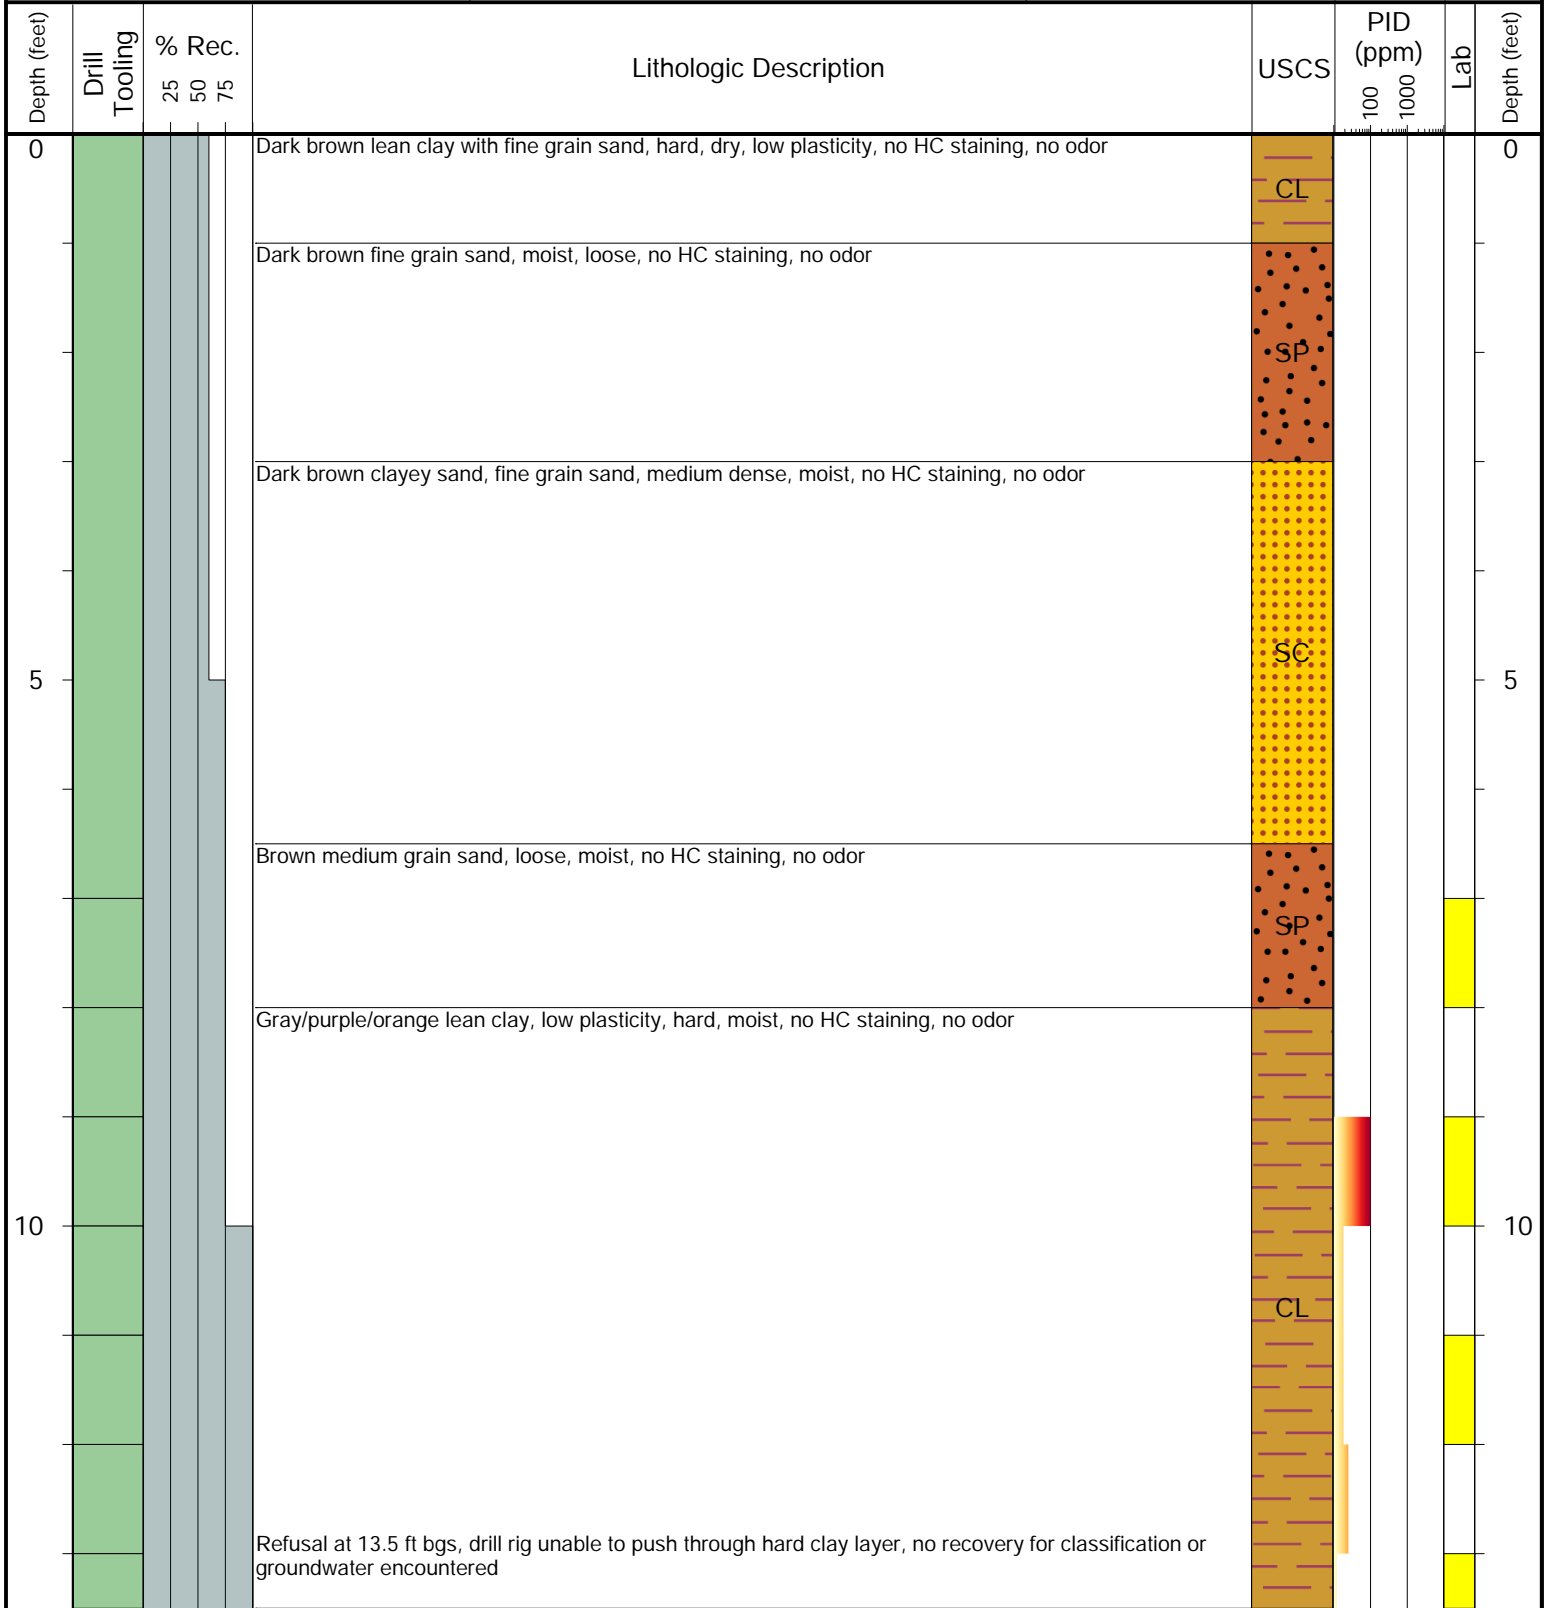 Depth (feet)
Drill
Tooling
% Rec.
25 50 75
Lithologic Description
USCS
PID
(ppm)
100 1000
Lab
Depth (feet)
0
Dark brown lean clay with fine grain sand, hard, dry, low plasticity, no HC staining, no odor
0
CL
Dark brown fine grain sand, moist, loose, no HC staining, no odor
SP
Dark brown clayey sand, fine grain sand, medium dense, moist, no HC staining, no odor
SC
5
5
Brown medium grain sand, loose, moist, no HC staining, no odor
SP
Gray/purple/orange lean clay, low plasticity, hard, moist, no HC staining, no odor
10
10
CL
Refusal at 13.5 ft bgs, drill rig unable to push through hard clay layer, no recovery for classification or
groundwater encountered